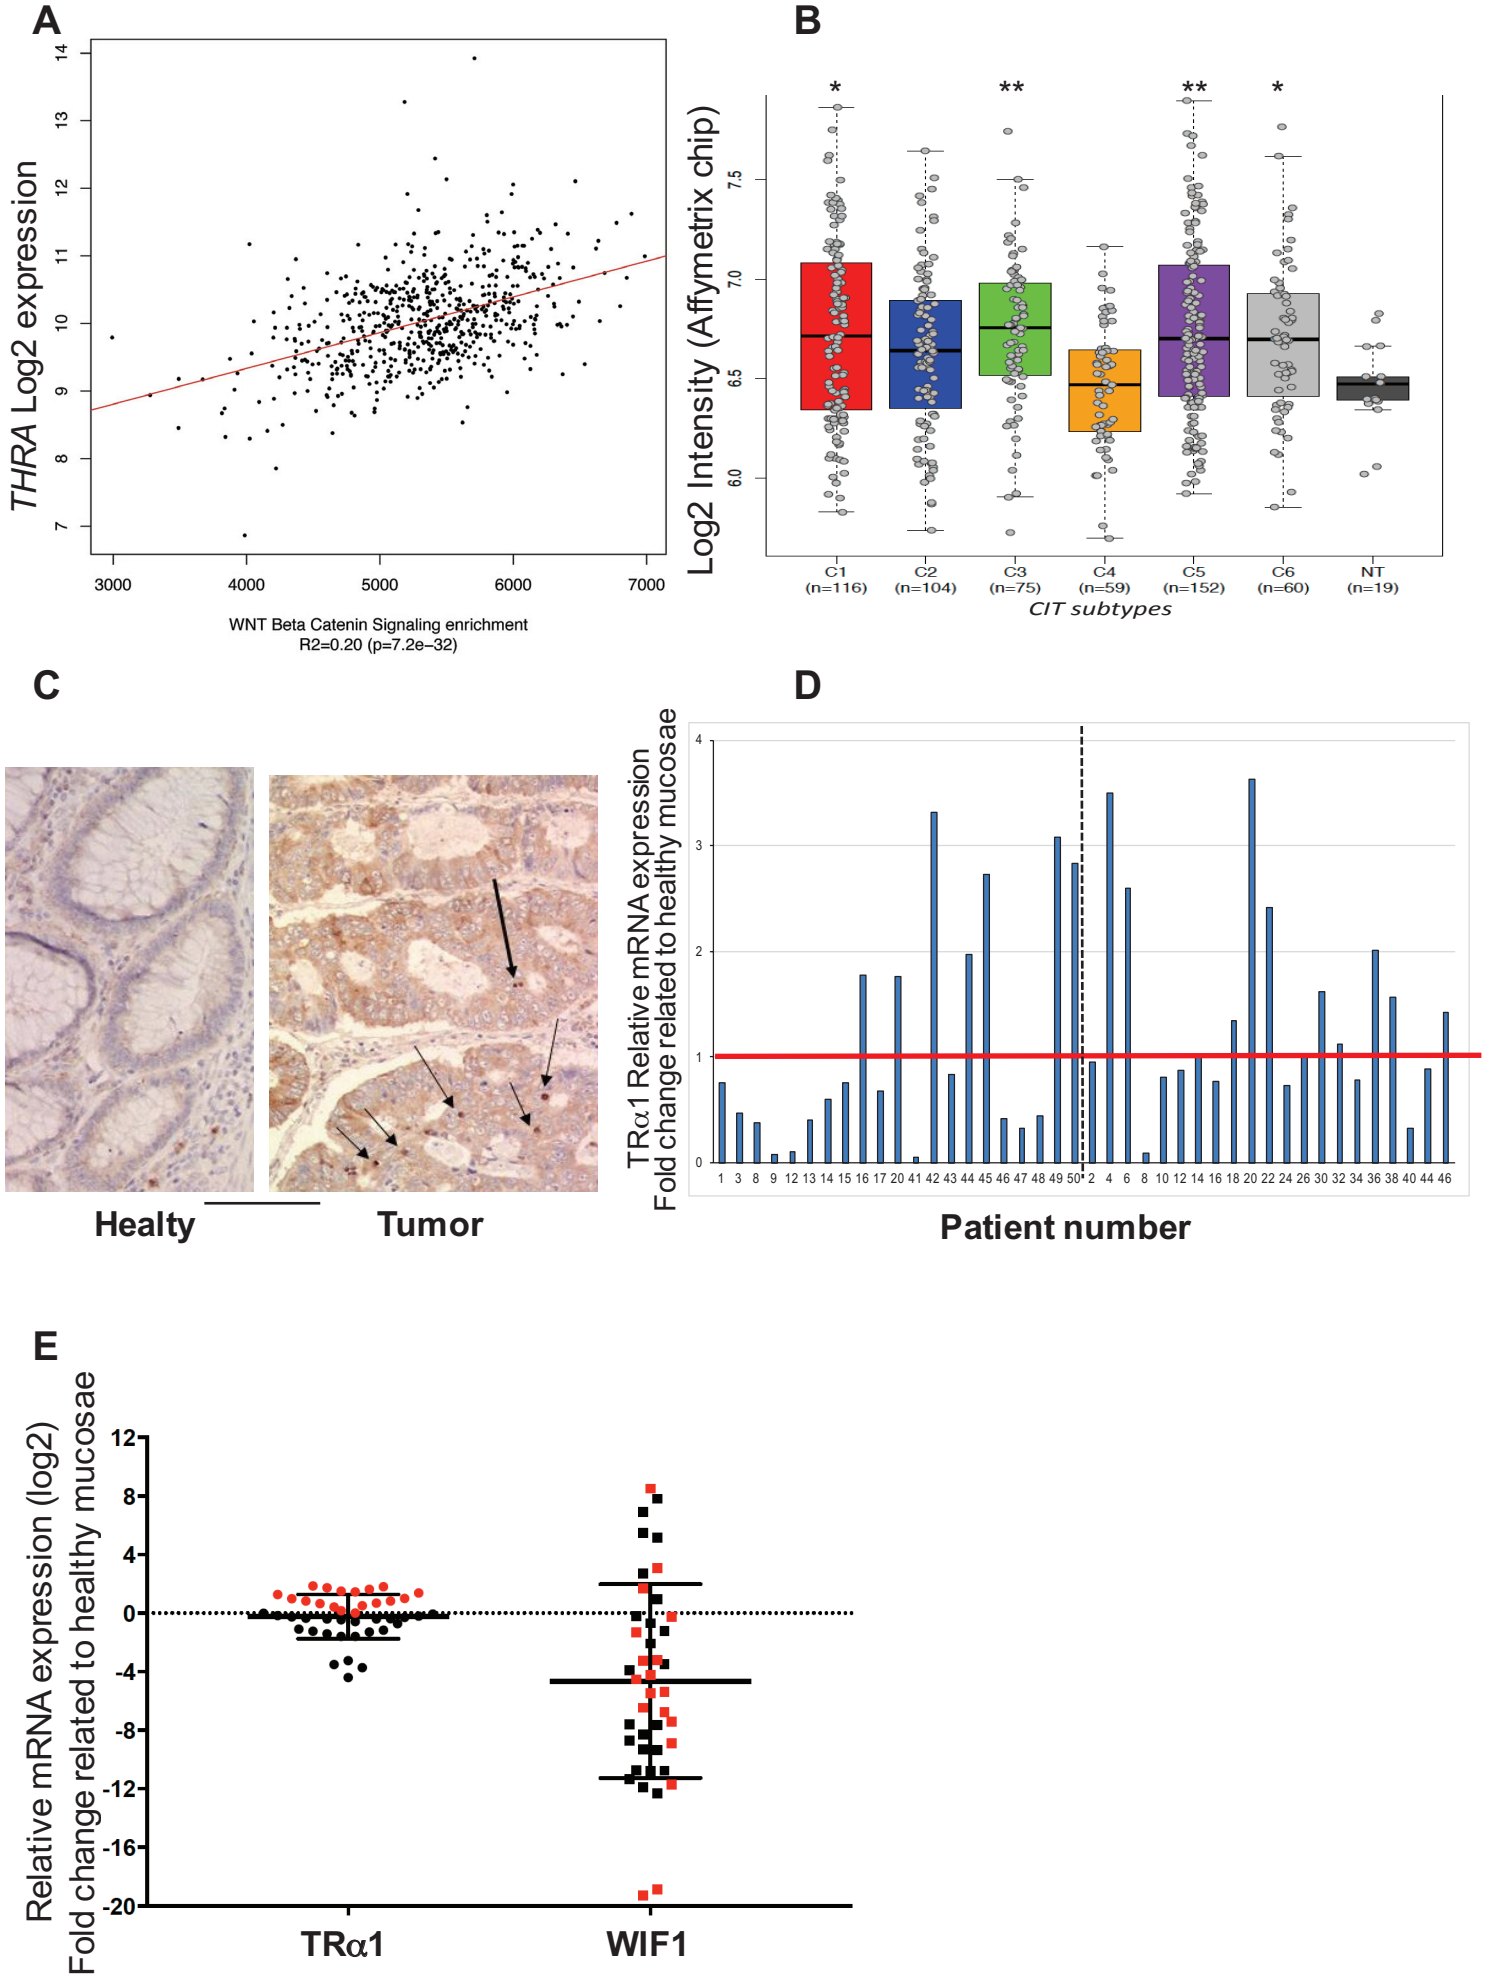 A
THRA Log2 expression
14
13
12
11
10
9
8
7
3000 4000 5000 6000 7000
WNT Beta Catenin Signaling enrichment
R2=0.20 (p=7.2e−32)
B
Log2 Intensity (Affymetrix chip)
* ** ** *
7.5
7.0
6.5
6.0
C1 C2 C3 C4 C5 C6 NT
(n=116) (n=104) (n=75) (n=59) (n=152) (n=60) (n=19)
CIT subtypes
C
Healty Tumor
D
TRα1 Relative mRNA expression
Fold change related to healthy mucosae
4
3
2
1
0
1 3 8 9 12 13 14 15 16 17 20 41 42 43 44 45 46 47 48 49 50 2 4 6 8 10 12 14 16 18 20 22 24 26 30 32 34 36 38 40 44 46
Patient number
E
Relative mRNA expression (log2)
Fold change related to healthy mucosae
12
8
4
0
-4
-8
-12
-16
-20
TRα1 WIF1